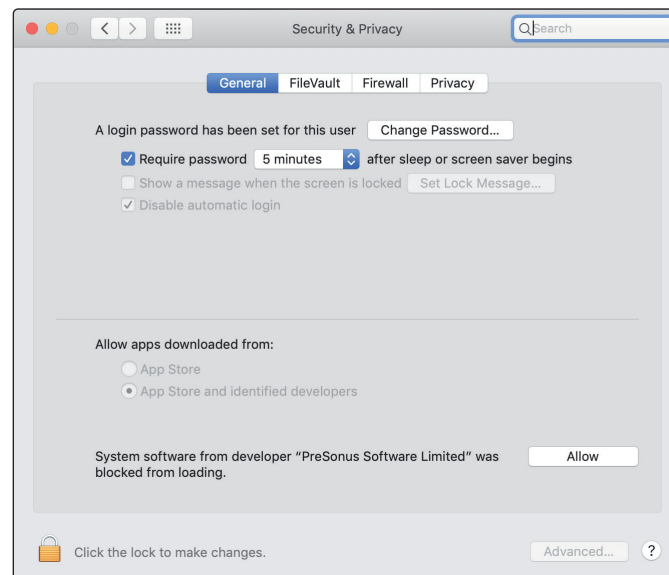 Security & Privacy
Search
General FileVault Firewall Privacy
A login password has been set for this user Change Password...
Require password 5 minutes after sleep or screen saver begins
Show a message when the screen is locked Set Lock Message...
Disable automatic login
Allow apps downloaded from:
App Store
App Store and identified developers
System software from developer “PreSonus Software Limited” was
blocked from loading.
Allow
Click the lock to make changes.
Advanced... ?